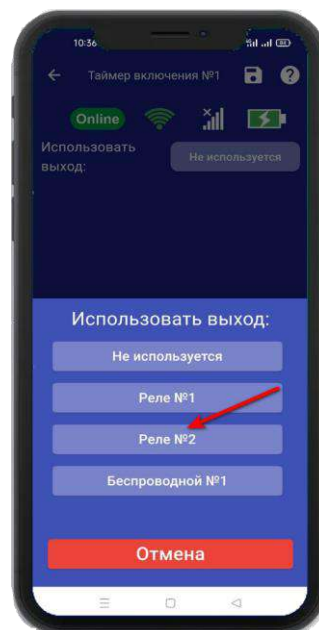 10:36
Таймер включения №1
Online
Использовать
выход:
Не используется
Использовать выход:
Не используется
Реле №1
Реле №2
Беспроводной №1
Отмена